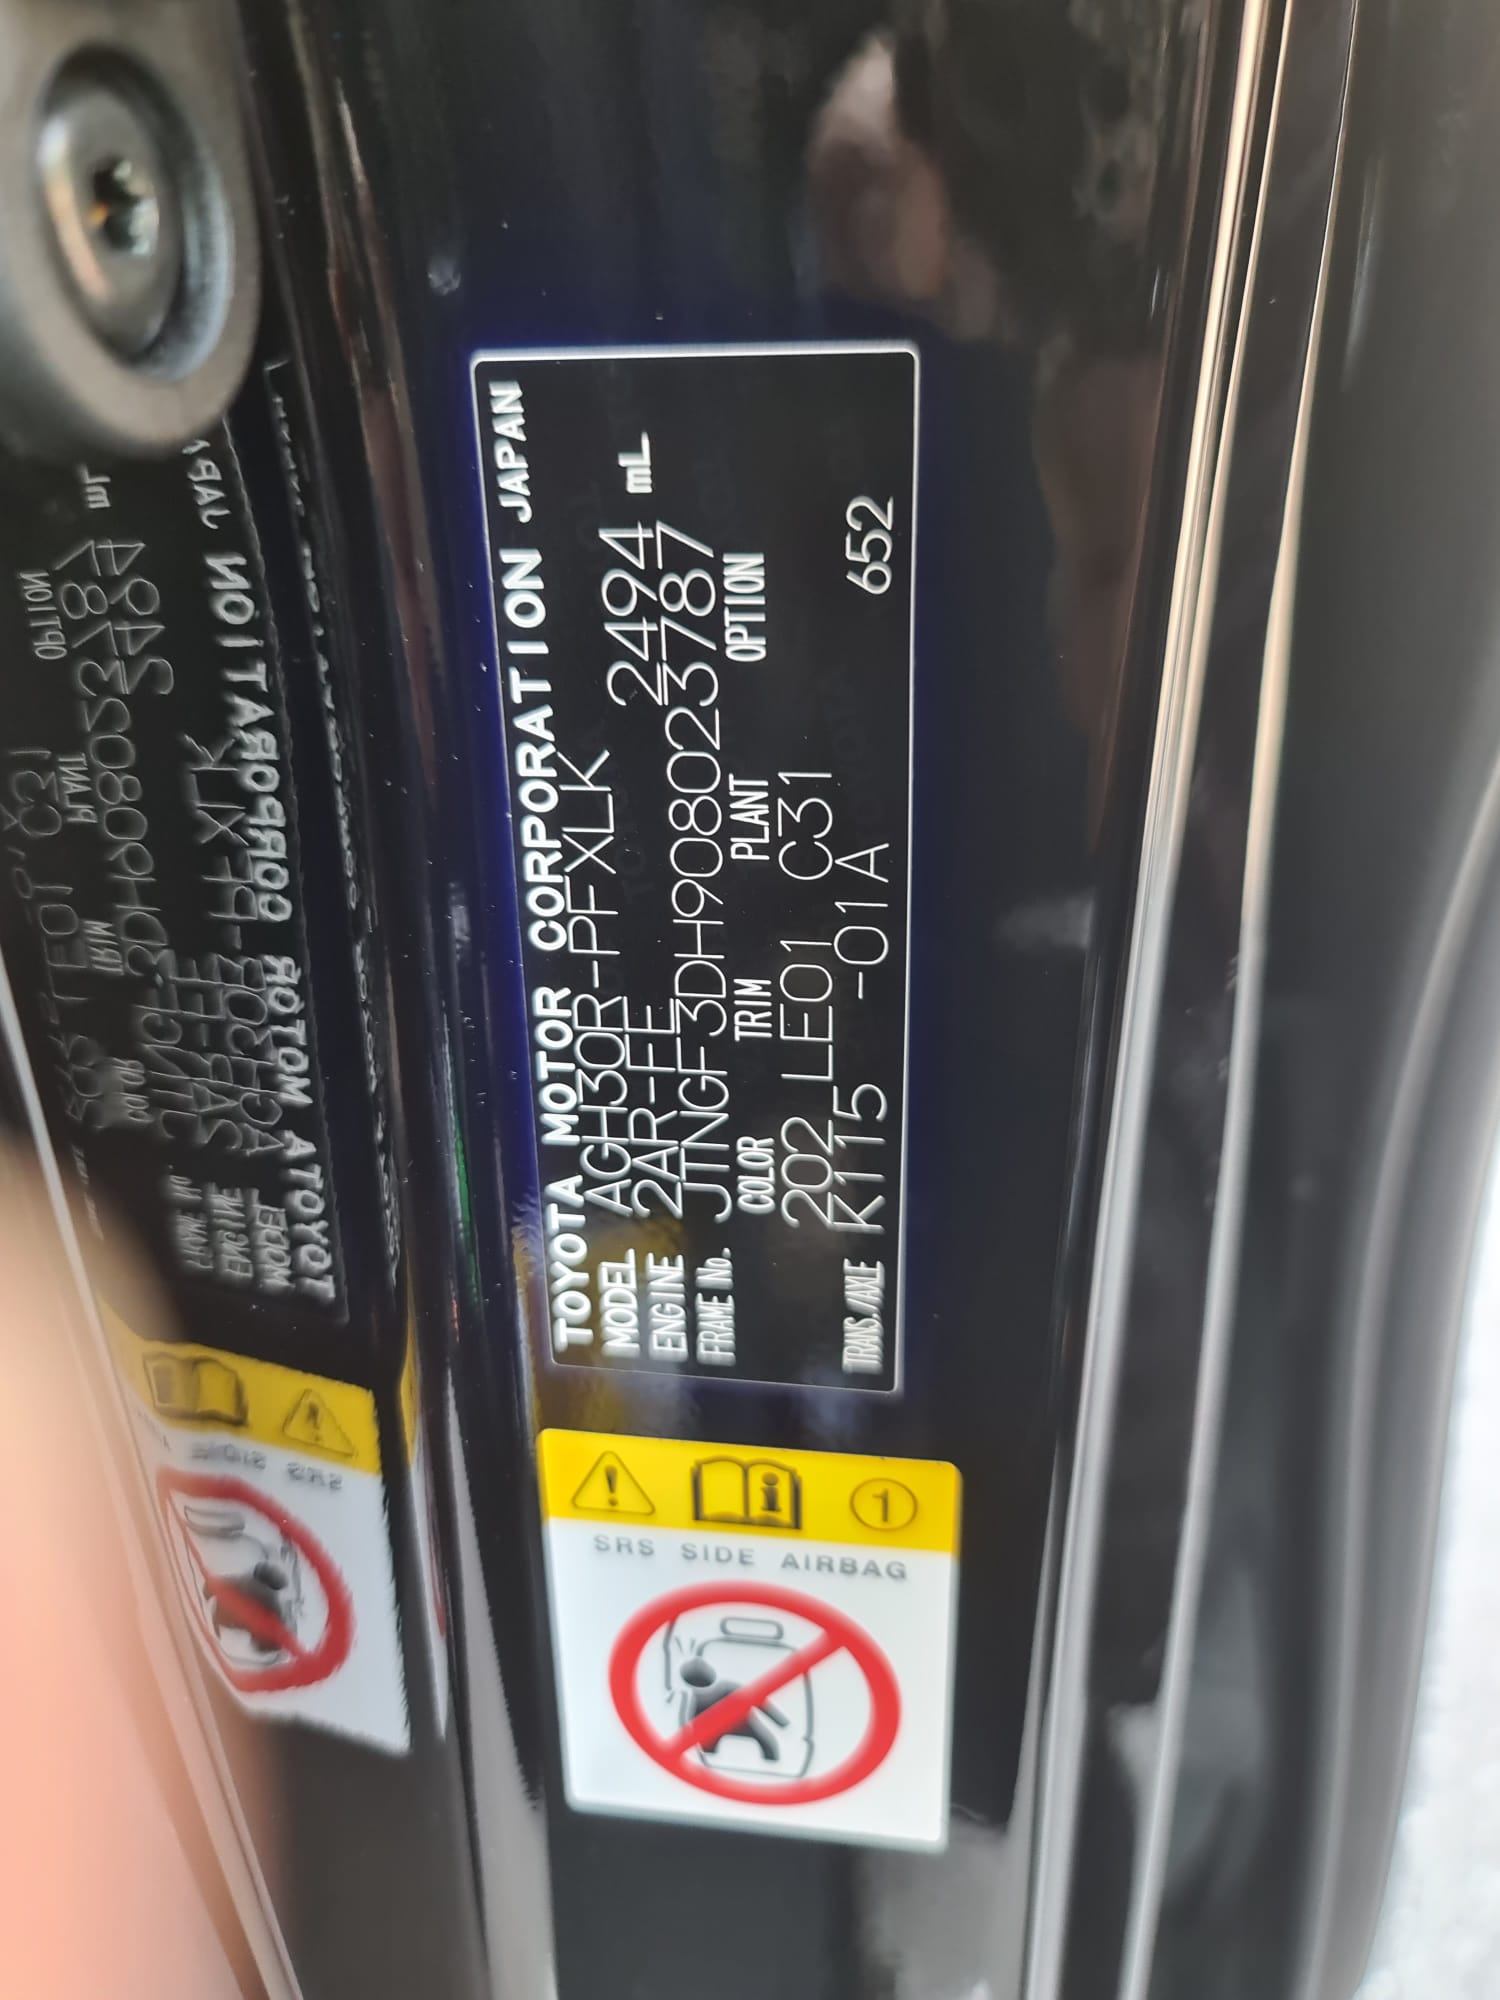 TOYOTA MOTOR CORPORATION JAPAN
MODEL AGH30R-PFXLK
ENGINE 2AR-FE 2494 mL
FRAME No. JTNGF3DH908023787
COLOR TRIM PLANT OPTION
202 LE01 C31
TRANS./AXLE K115 -01A 652
1
SRS SIDE AIRBAG